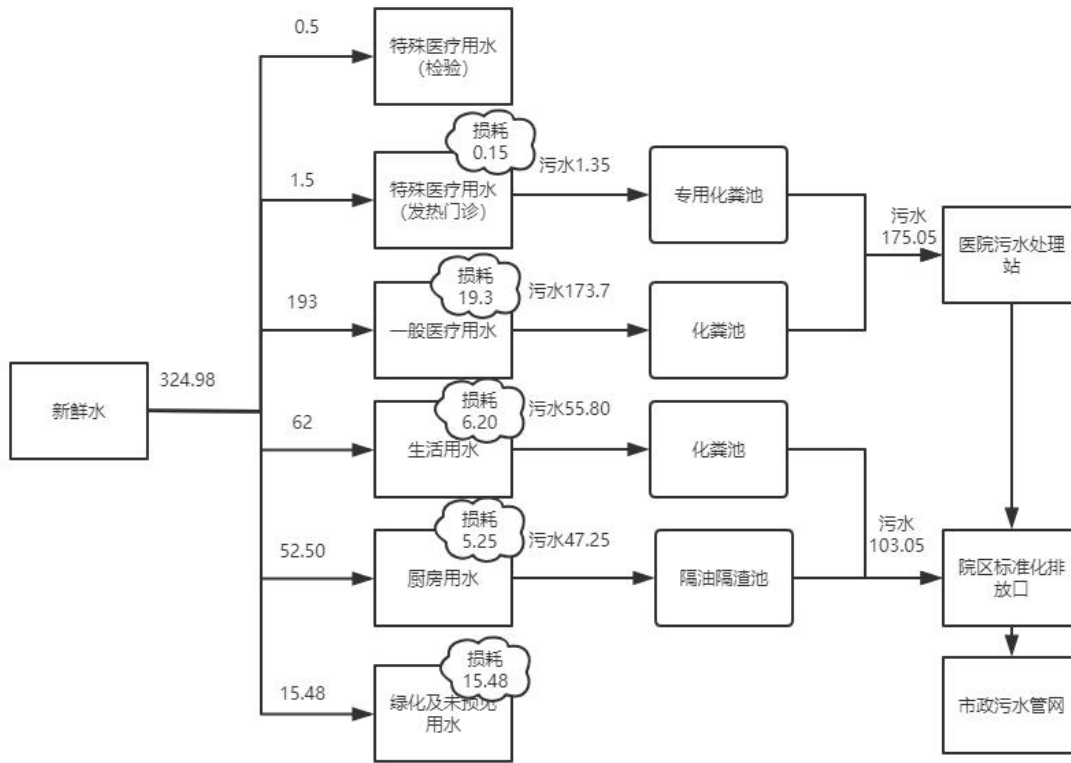 0.5
特殊医疗用水
（检验）
损耗
0.15
污水1.35
1.5
特殊医疗用水
（发热门诊）
专用化粪池
污水
175.05
医院污水处理
站
损耗
19.3
污水173.7
193
一般医疗用水
化粪池
324.98
新鲜水
损耗
6.20
污水55.80
62
生活用水
化粪池
损耗
5.25
污水47.25
52.50
厨房用水
隔油隔渣池
污水
103.05
院区标准化排
放口
损耗
15.48
15.48
绿化及未预见
用水
市政污水管网